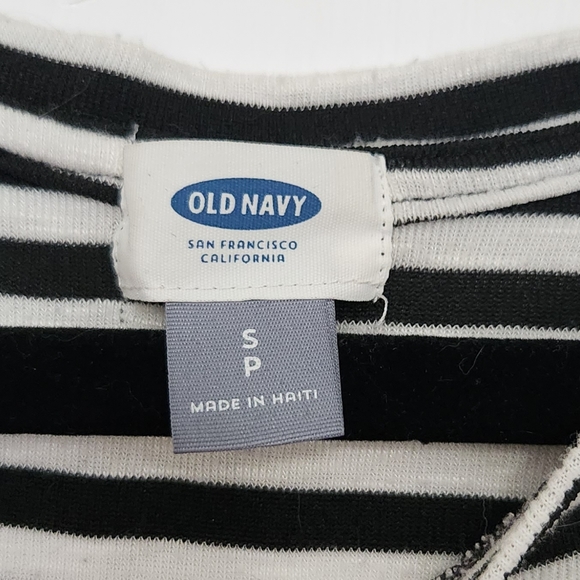 OLD NAVY
SAN FRANCISCO
CALIFORNIA
S
P
MADE IN HAITI